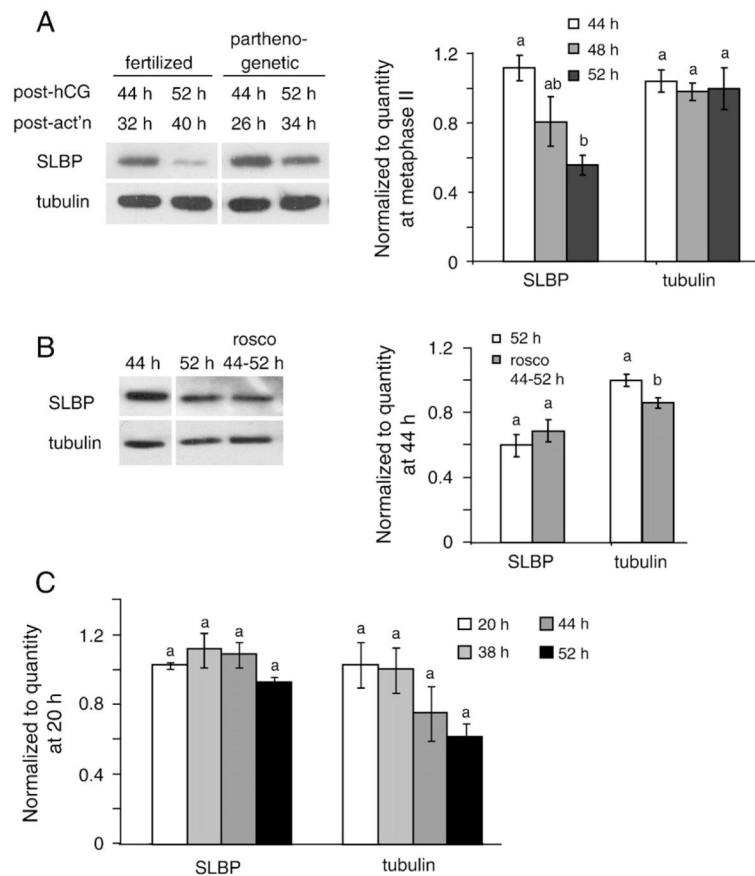 A
fertilized
partheno-
genetic
post-hCG 44 h 52 h 44 h 52 h
post-act'n 32 h 40 h 26 h 34 h
SLBP
tubulin
Normalized to quantity
at metaphase II
1.2
0.8
0.4
0
44 h
48 h
52 h
a ab b a a a
SLBP tubulin
B
rosco
44 h 52 h 44-52 h
SLBP
tubulin
Normalized to quantity
at 44 h
1.2
0.8
0.4
0
52 h
rosco
44-52 h
a a a b
SLBP tubulin
C
Normalized to quantity
at 20 h
1.2
0.8
0.4
0
20 h 44 h
38 h 52 h
a a a a a a a a
SLBP tubulin